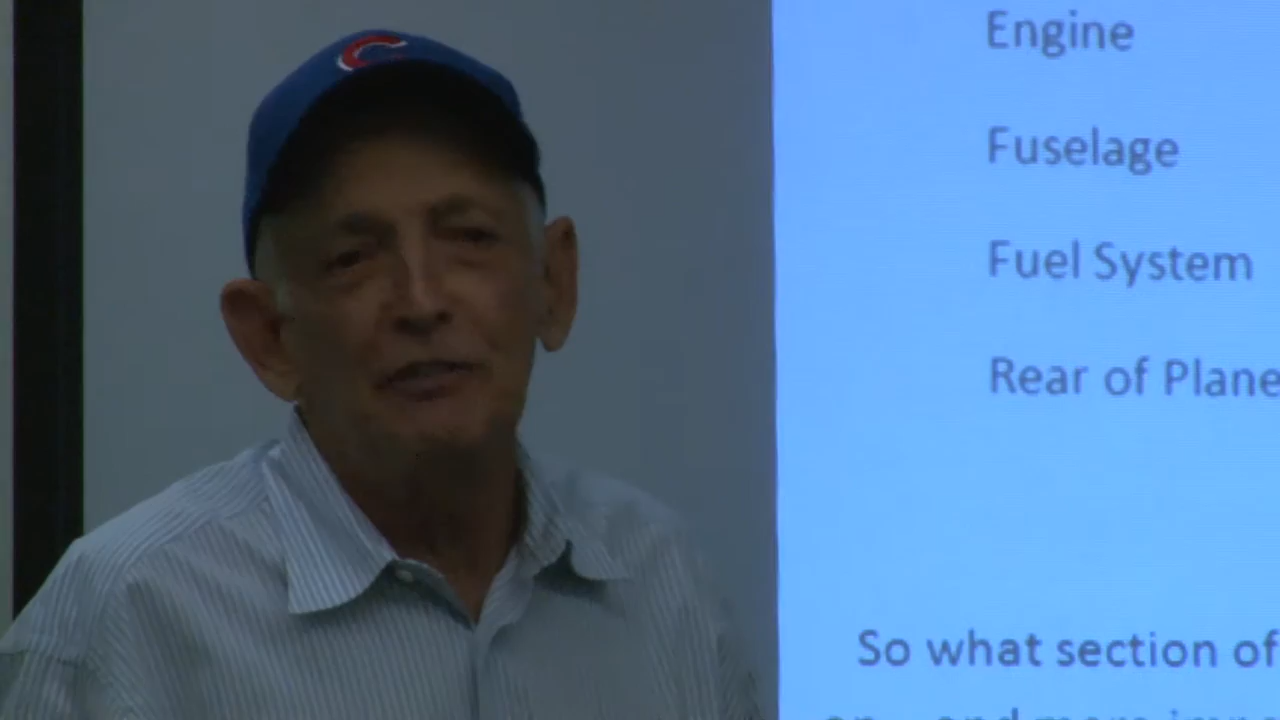 C
Engine
Fuselage
Fuel System
Rear of Plane
So what section of